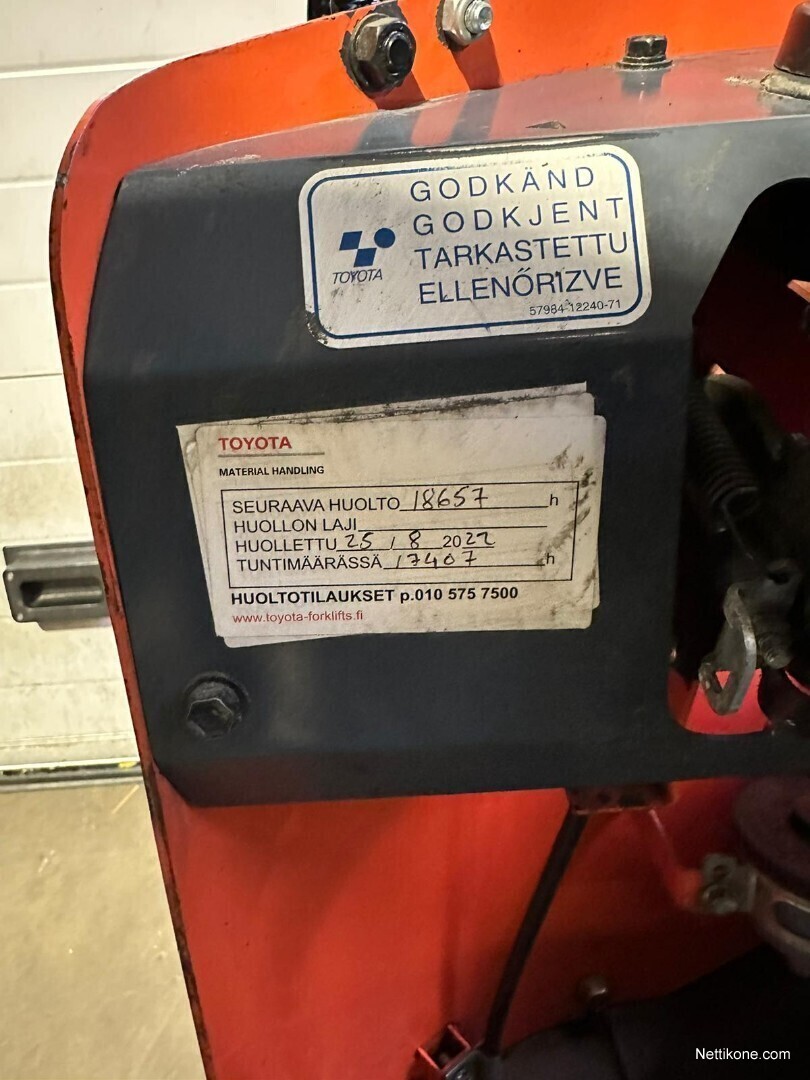 GODKÄND
GODKJENT
TARKASTETTU
ELLENŐRIZVE
TOYOTA
57984-12240-71
TOYOTA
MATERIAL HANDLING
SEURAAVA HUOLTO 18657 h
HUOLLON LAJI
HUOLLETTU 25 / 8 2022
TUNTIMÄÄRÄSSÄ 17407 h
HUOLTOTILAUKSET p.010 575 7500
www.toyota-forklifts.fi
Nettikone.com